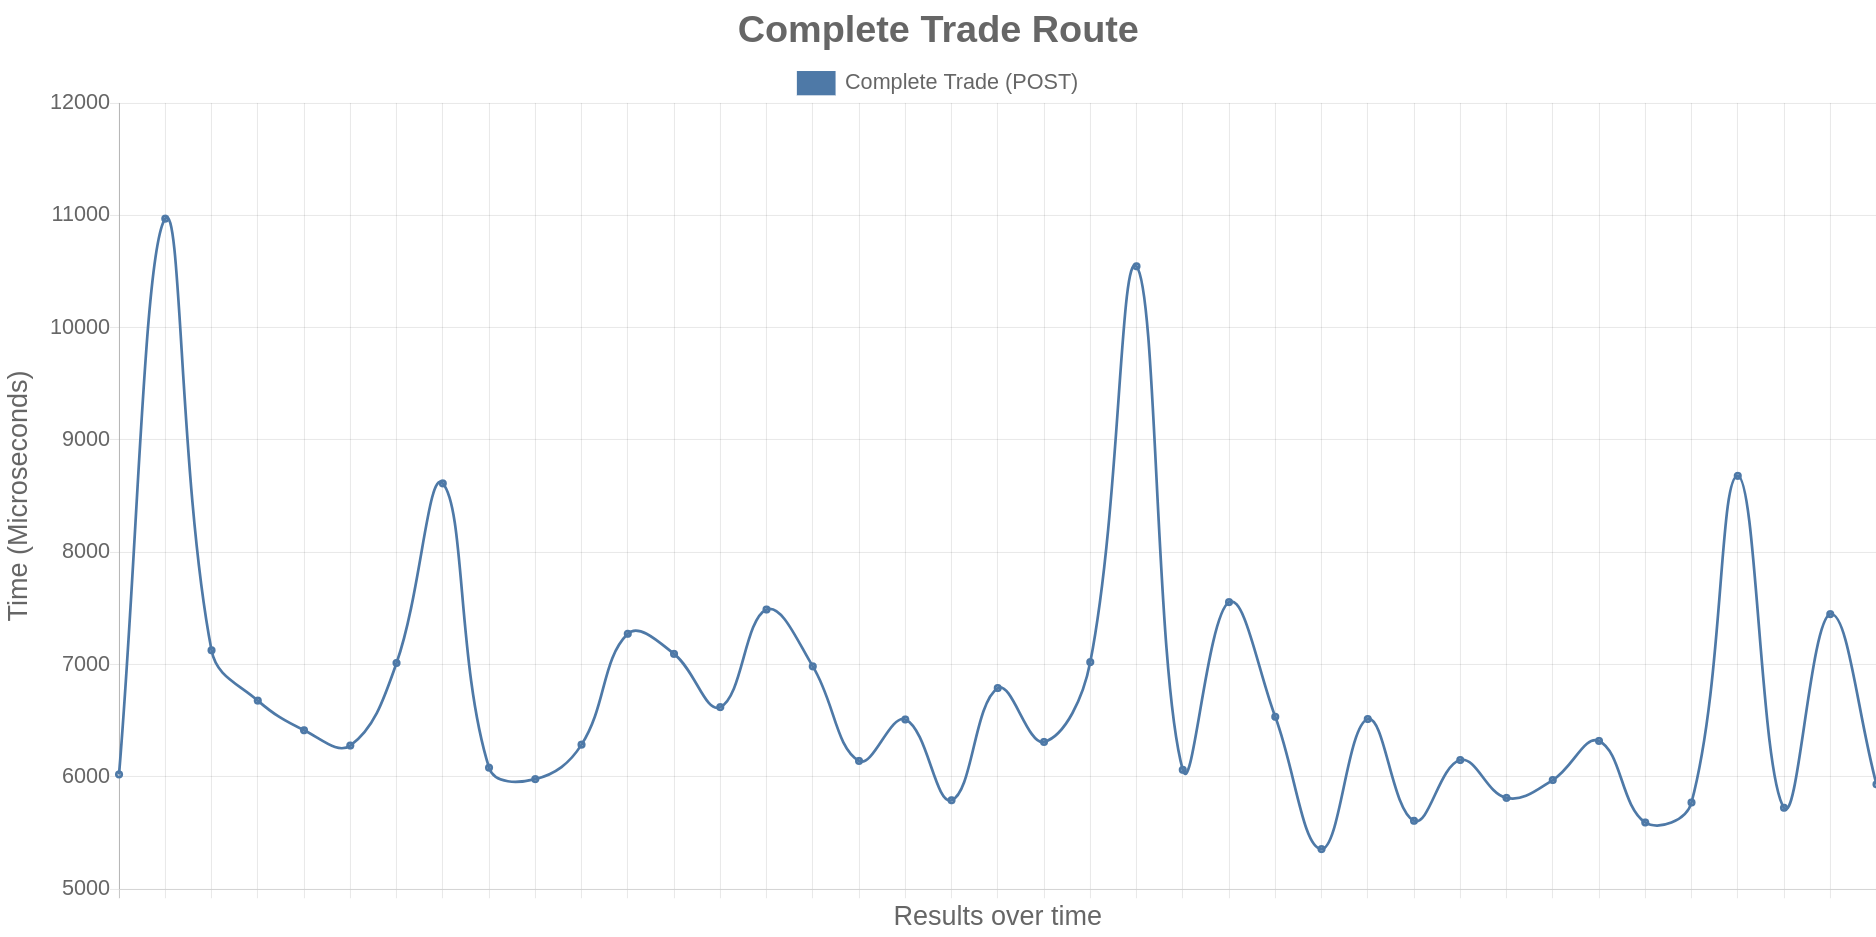 Complete Trade Route
Complete Trade (POST)
12000
11000
10000
9000
8000
7000
6000
5000
Time (Microseconds)
Results over time